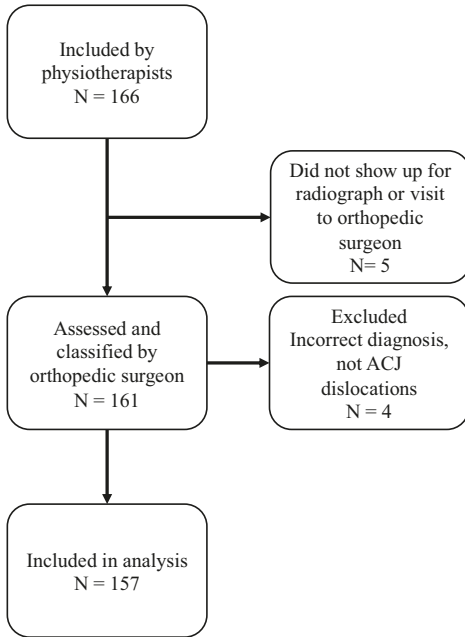 Included by
physiotherapists
N = 166
Did not show up for
radiograph or visit
to orthopedic
surgeon
N= 5
Assessed and
classified by
orthopedic surgeon
N = 161
Excluded
Incorrect diagnosis,
not ACJ
dislocations
N = 4
Included in analysis
N = 157